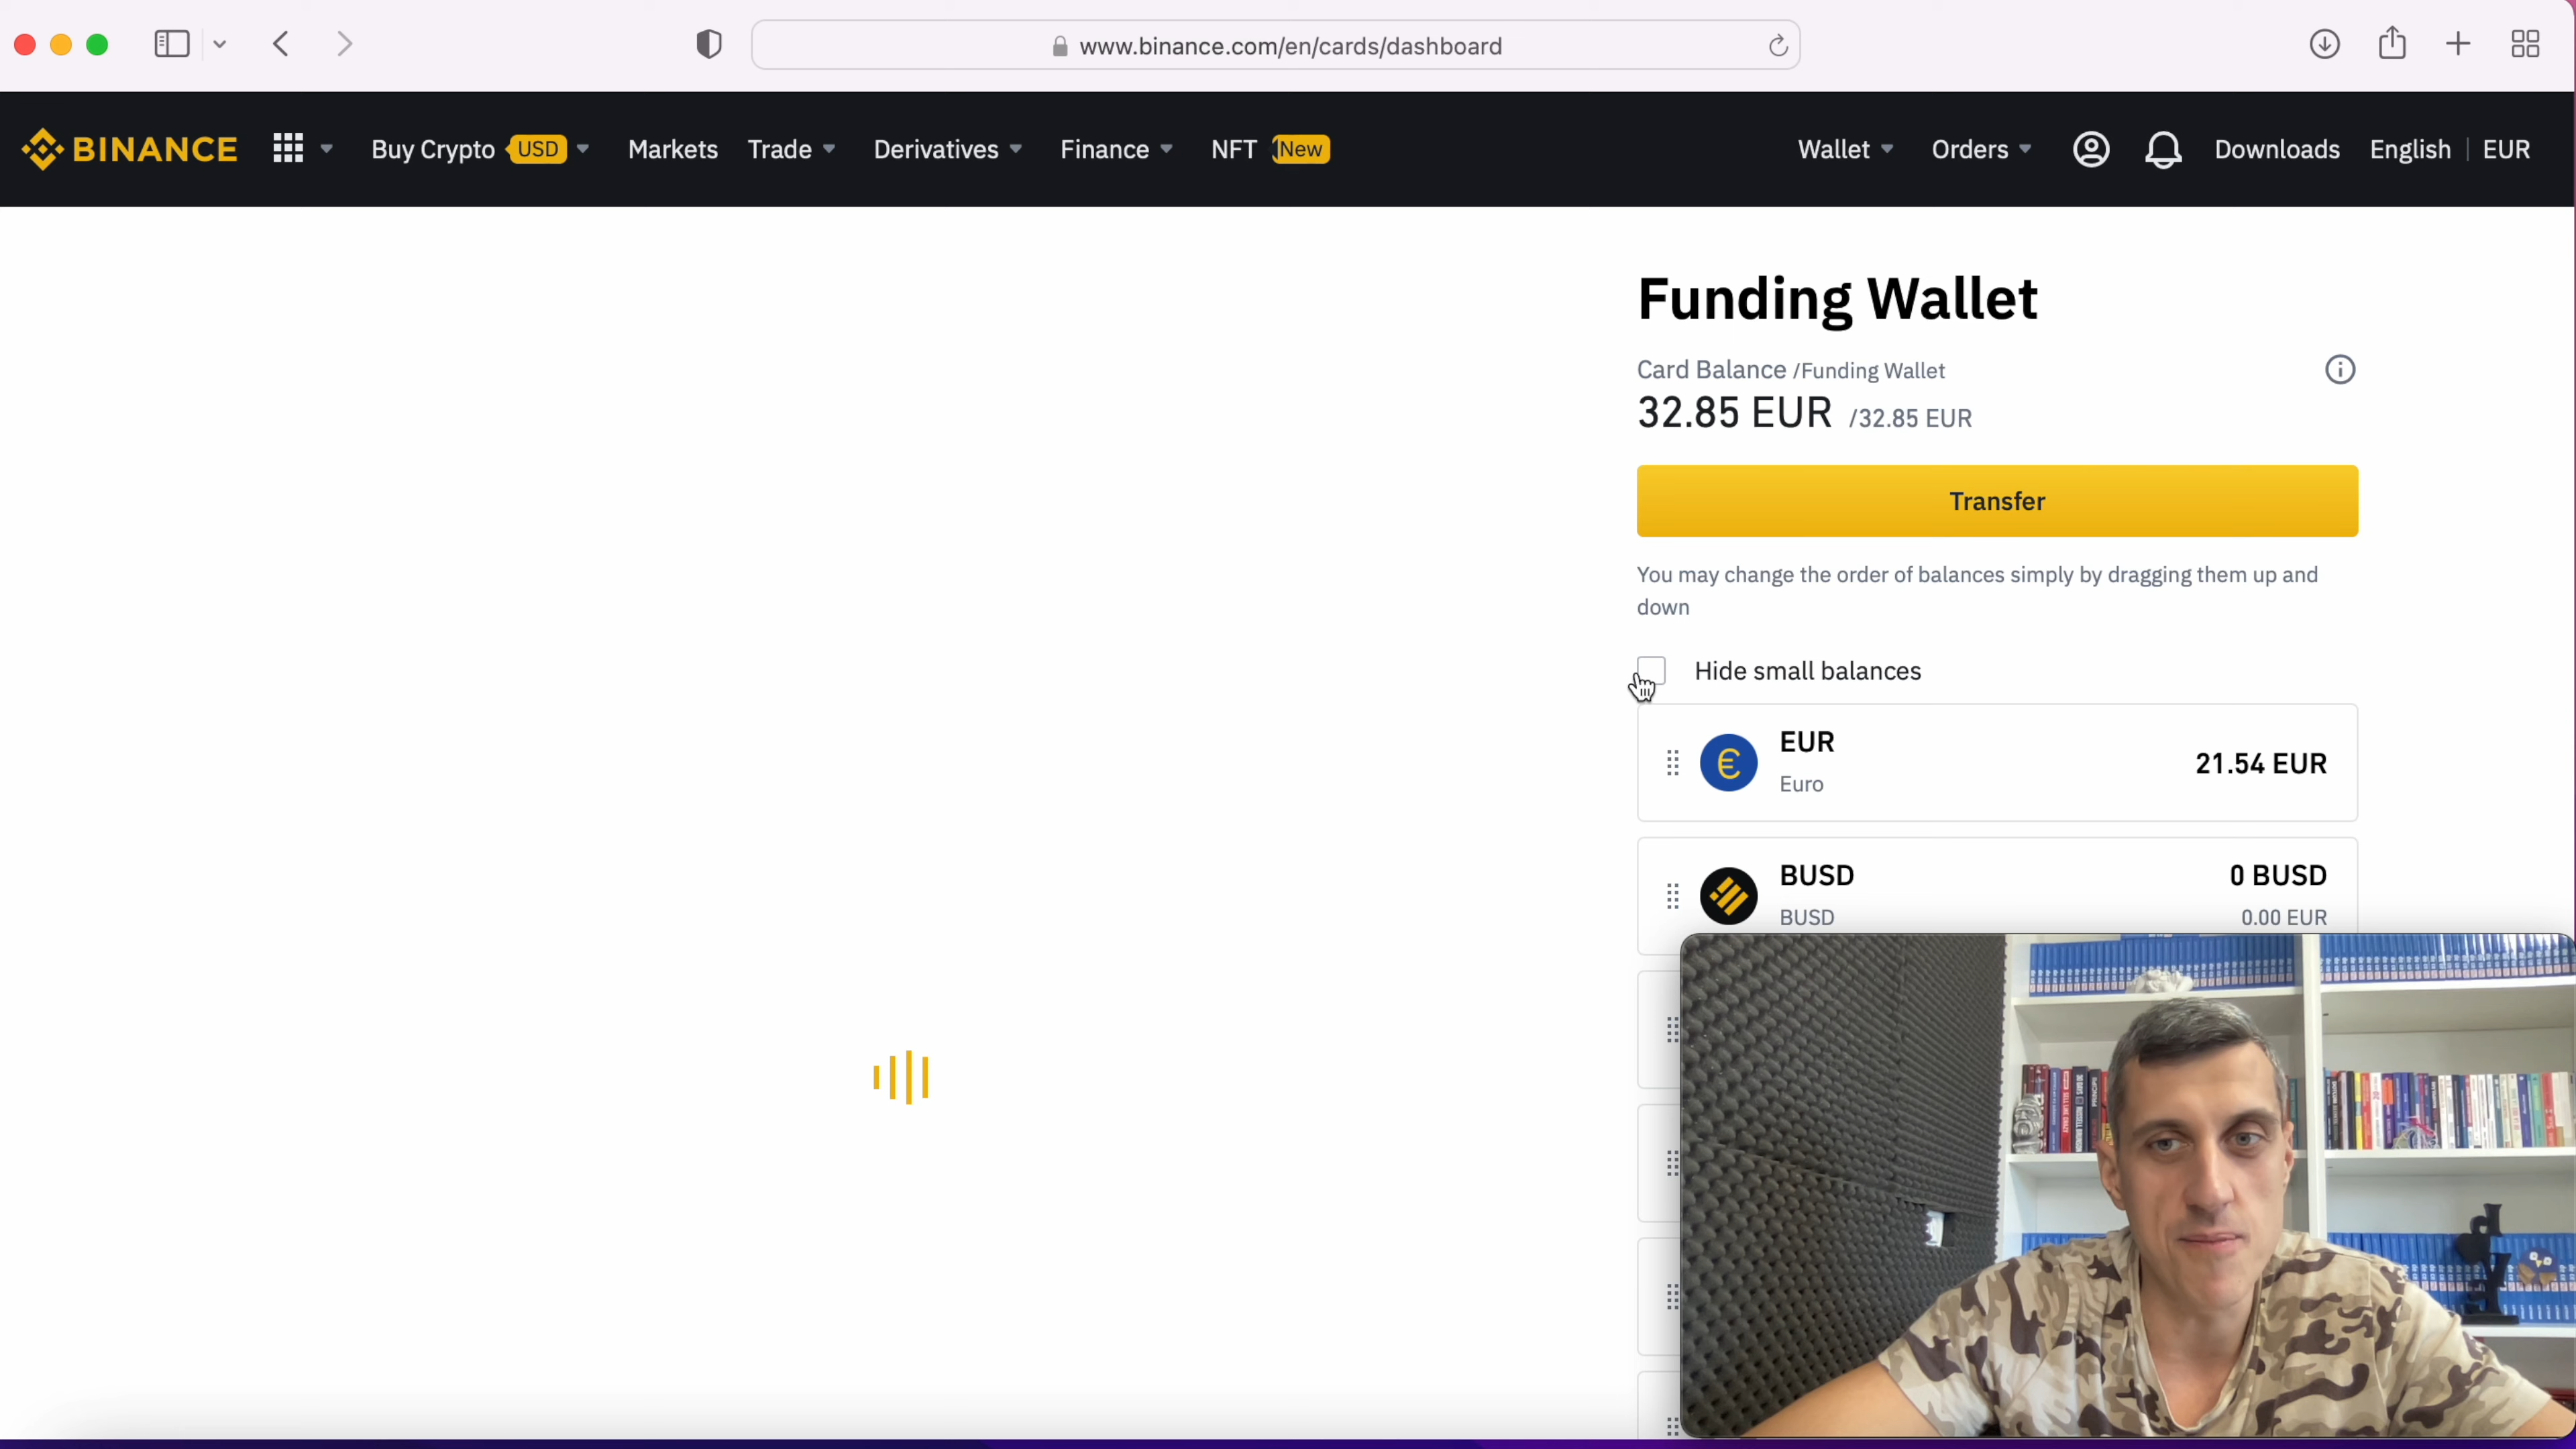 www.binance.com/en/cards/dashboard
BINANCE Buy Crypto USD Markets Trade Derivatives Finance NFT New Wallet Orders Downloads English | EUR
Funding Wallet
Card Balance /Funding Wallet
32.85 EUR /32.85 EUR
Transfer
You may change the order of balances simply by dragging them up and
down
Hide small balances
EUR
Euro
21.54 EUR
BUSD
BUSD
0 BUSD
0.00 EUR